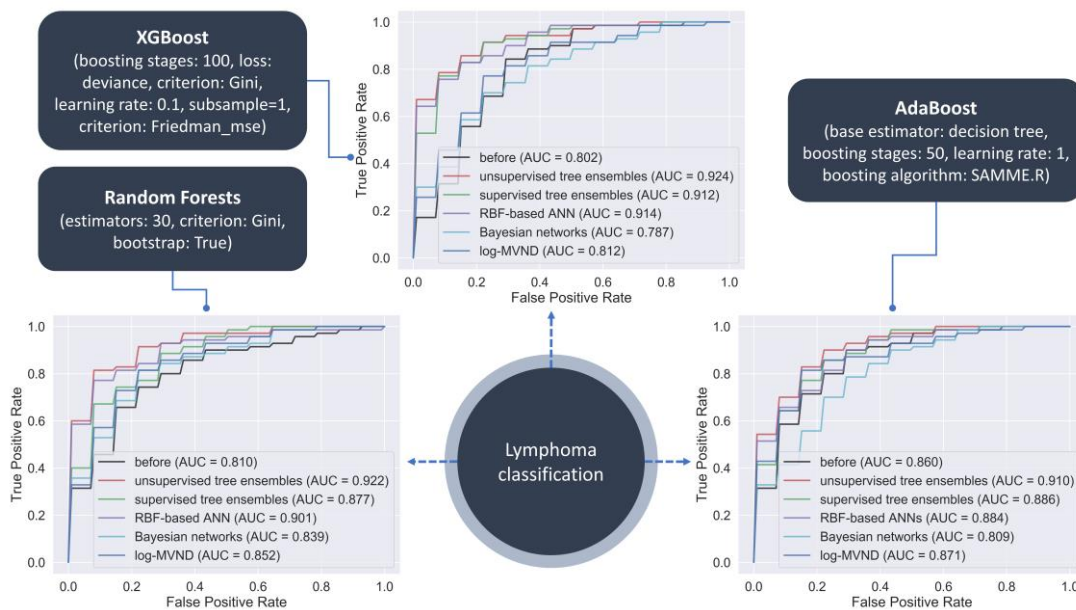 XGBoost
(boosting stages: 100, loss:
deviance, criterion: Gini,
learning rate: 0.1, subsample=1,
criterion: Friedman_mse)
Random Forests
(estimators: 30, criterion: Gini,
bootstrap: True)
True Positive Rate
1.0
0.8
0.6
0.4
0.2
0.0
before (AUC = 0.802)
unsupervised tree ensembles (AUC = 0.924)
supervised tree ensembles (AUC = 0.912)
RBF-based ANN (AUC = 0.914)
Bayesian networks (AUC = 0.787)
log-MVND (AUC = 0.812)
0.0 0.2 0.4 0.6 0.8 1.0
False Positive Rate
AdaBoost
(base estimator: decision tree,
boosting stages: 50, learning rate: 1,
boosting algorithm: SAMME.R)
True Positive Rate
1.0
0.8
0.6
0.4
0.2
0.0
before (AUC = 0.810)
unsupervised tree ensembles (AUC = 0.922)
supervised tree ensembles (AUC = 0.877)
RBF-based ANN (AUC = 0.901)
Bayesian networks (AUC = 0.839)
log-MVND (AUC = 0.852)
0.0 0.2 0.4 0.6 0.8 1.0
False Positive Rate
Lymphoma
classification
True Positive Rate
1.0
0.8
0.6
0.4
0.2
0.0
before (AUC = 0.860)
unsupervised tree ensembles (AUC = 0.910)
supervised tree ensembles (AUC = 0.886)
RBF-based ANNs (AUC = 0.884)
Bayesian networks (AUC = 0.809)
log-MVND (AUC = 0.871)
0.0 0.2 0.4 0.6 0.8 1.0
False Positive Rate